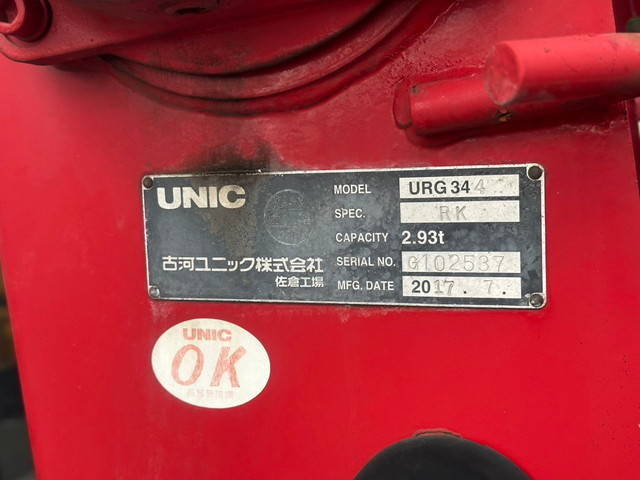 UNIC
MODEL URG344
SPEC. RK
CAPACITY 2.93t
古河ユニック株式会社
佐倉工場
SERIAL NO. G102537
MFG. DATE 2017. 7.
UNIC
OK